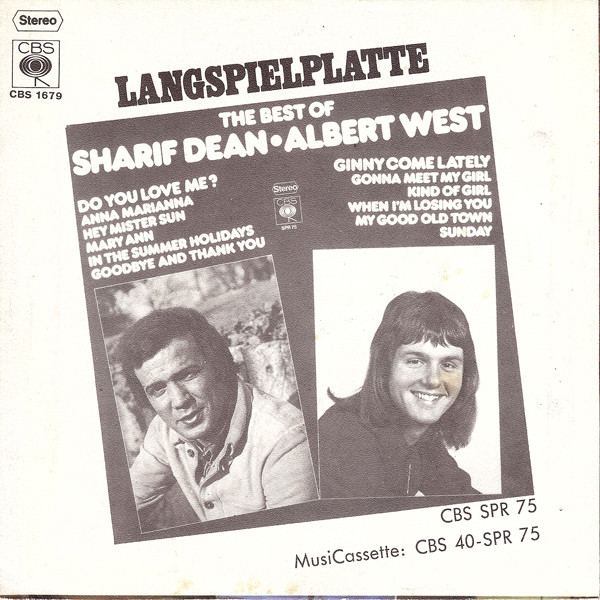 Stereo
CBS
CBS 1679
LANGSPIELPLATTE
THE BEST OF
SHARIF DEAN • ALBERT WEST
DO YOU LOVE ME?
ANNA MARIANNA
HEY MISTER SUN
MARY ANN
IN THE SUMMER HOLIDAYS
GOODBYE AND THANK YOU
Stereo
CBS
SPR 75
GINNY COME LATELY
GONNA MEET MY GIRL
KIND OF GIRL
WHEN I'M LOSING YOU
MY GOOD OLD TOWN
SUNDAY
CBS SPR 75
MusiCassette: CBS 40-SPR 75